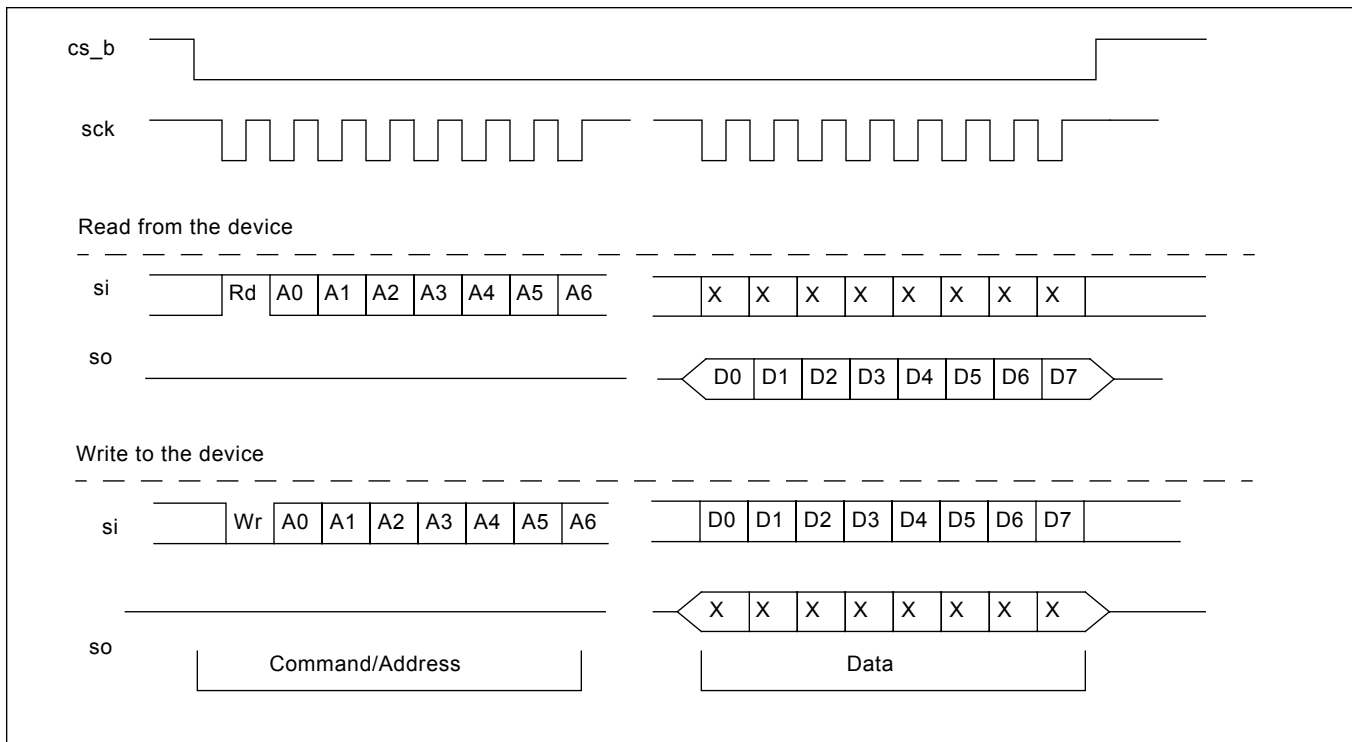 cs_b
sck
Read from the device
si Rd A0 A1 A2 A3 A4 A5 A6 X X X X X X X X
so D0 D1 D2 D3 D4 D5 D6 D7
Write to the device
si Wr A0 A1 A2 A3 A4 A5 A6 D0 D1 D2 D3 D4 D5 D6 D7
X X X X X X X X
so
Command/Address Data